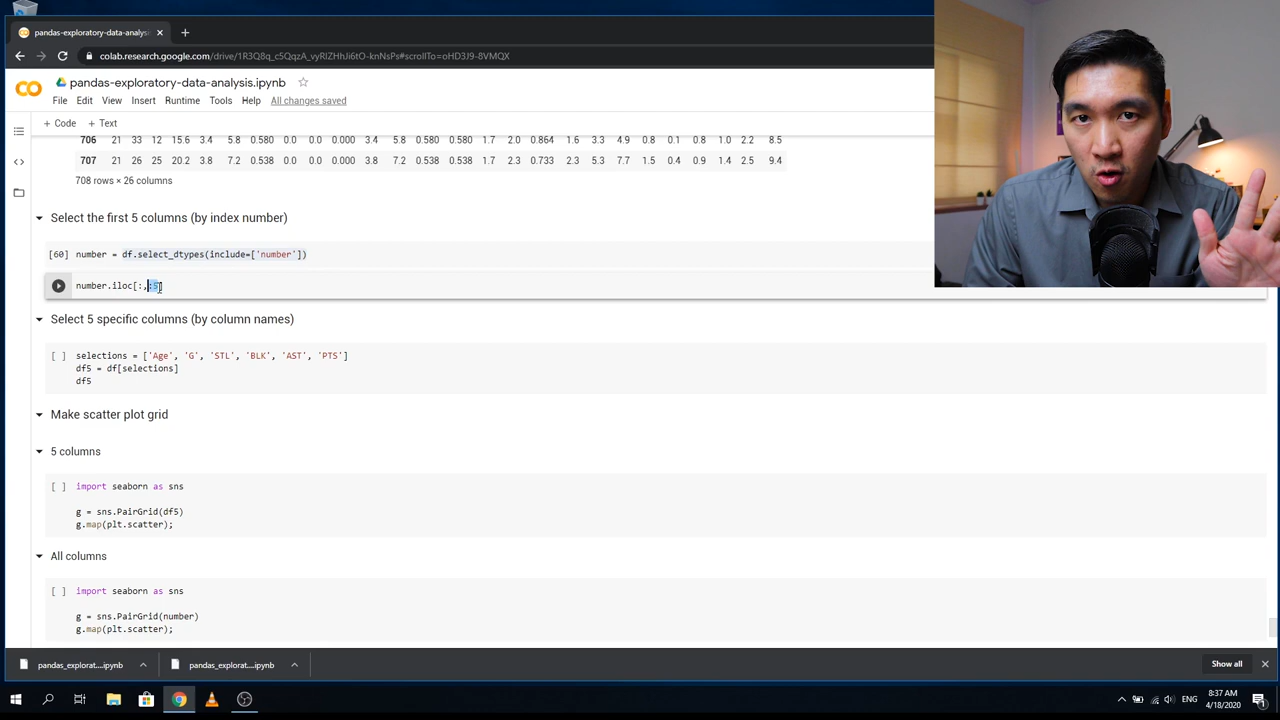 pandas-exploratory-data-analysis
colab.research.google.com/drive/1R3Q8q_c5QqzA_vyRIZHhJi6tO-knNsPs#scrollTo=oHD3J9-8VMQX
pandas-exploratory-data-analysis.ipynb
File Edit View Insert Runtime Tools Help All changes saved
+ Code + Text
706 21 33 12 15.6 3.4 5.8 0.580 0.0 0.0 0.000 3.4 5.8 0.580 0.580 1.7 2.0 0.864 1.6 3.3 4.9 0.8 0.1 0.8 1.0 2.2 8.5
707 21 26 25 20.2 3.8 7.2 0.538 0.0 0.0 0.000 3.8 7.2 0.538 0.538 1.7 2.3 0.733 2.3 5.3 7.7 1.5 0.4 0.9 1.4 2.5 9.4
708 rows × 26 columns
Select the first 5 columns (by index number)
[60] number = df.select_dtypes(include=['number'])
number.iloc[:,:5]
Select 5 specific columns (by column names)
[ ] selections = ['Age', 'G', 'STL', 'BLK', 'AST', 'PTS']
df5 = df[selections]
df5
Make scatter plot grid
5 columns
[ ] import seaborn as sns
g = sns.PairGrid(df5)
g.map(plt.scatter);
All columns
[ ] import seaborn as sns
g = sns.PairGrid(number)
g.map(plt.scatter);
pandas_explorat....ipynb pandas_explorat....ipynb Show all
ENG 8:37 AM
4/18/2020